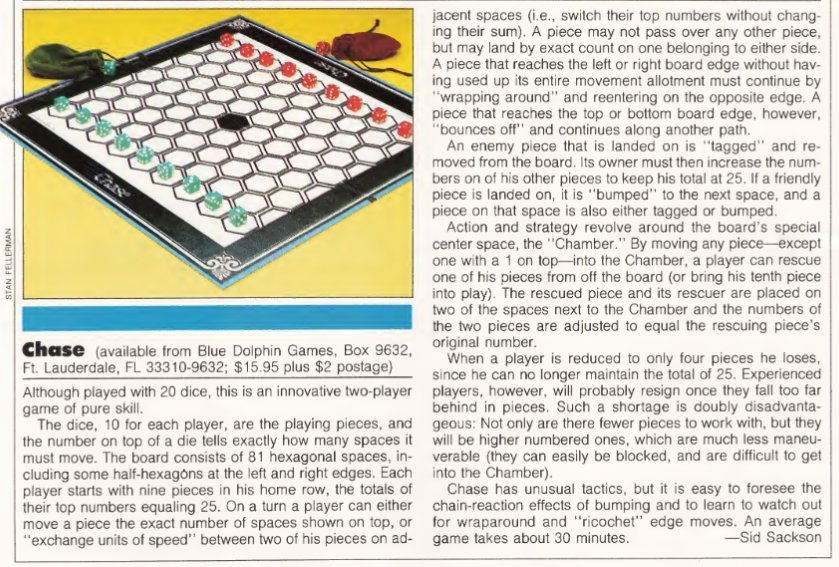 Chase
STAN FELLERMAN
Chase (available from Blue Dolphin Games, Box 9632,
Ft. Lauderdale, FL 33310-9632; $15.95 plus $2 postage)
Although played with 20 dice, this is an innovative two-player
game of pure skill.
The dice, 10 for each player, are the playing pieces, and
the number on top of a die tells exactly how many spaces it
must move. The board consists of 81 hexagonal spaces, in-
cluding some half-hexagons at the left and right edges. Each
player starts with nine pieces in his home row, the totals of
their top numbers equaling 25. On a turn a player can either
move a piece the exact number of spaces shown on top, or
"exchange units of speed" between two of his pieces on ad-
jacent spaces (i.e., switch their top numbers without chang-
ing their sum). A piece may not pass over any other piece,
but may land by exact count on one belonging to either side.
A piece that reaches the left or right board edge without hav-
ing used up its entire movement allotment must continue by
"wrapping around" and reentering on the opposite edge. A
piece that reaches the top or bottom board edge, however,
"bounces off" and continues along another path.
An enemy piece that is landed on is "tagged" and re-
moved from the board. Its owner must then increase the num-
bers on of his other pieces to keep his total at 25. If a friendly
piece is landed on, it is "bumped" to the next space, and a
piece on that space is also either tagged or bumped.
Action and strategy revolve around the board's special
center space, the "Chamber." By moving any piece—except
one with a 1 on top—into the Chamber, a player can rescue
one of his pieces from off the board (or bring his tenth piece
into play). The rescued piece and its rescuer are placed on
two of the spaces next to the Chamber and the numbers of
the two pieces are adjusted to equal the rescuing piece's
original number.
When a player is reduced to only four pieces he loses,
since he can no longer maintain the total of 25. Experienced
players, however, will probably resign once they fall too far
behind in pieces. Such a shortage is doubly disadvanta-
geous: Not only are there fewer pieces to work with, but they
will be higher numbered ones, which are much less maneu-
verable (they can easily be blocked, and are difficult to get
into the Chamber).
Chase has unusual tactics, but it is easy to foresee the
chain-reaction effects of bumping and to learn to watch out
for wraparound and "ricochet" edge moves. An average
game takes about 30 minutes. —Sid Sackson